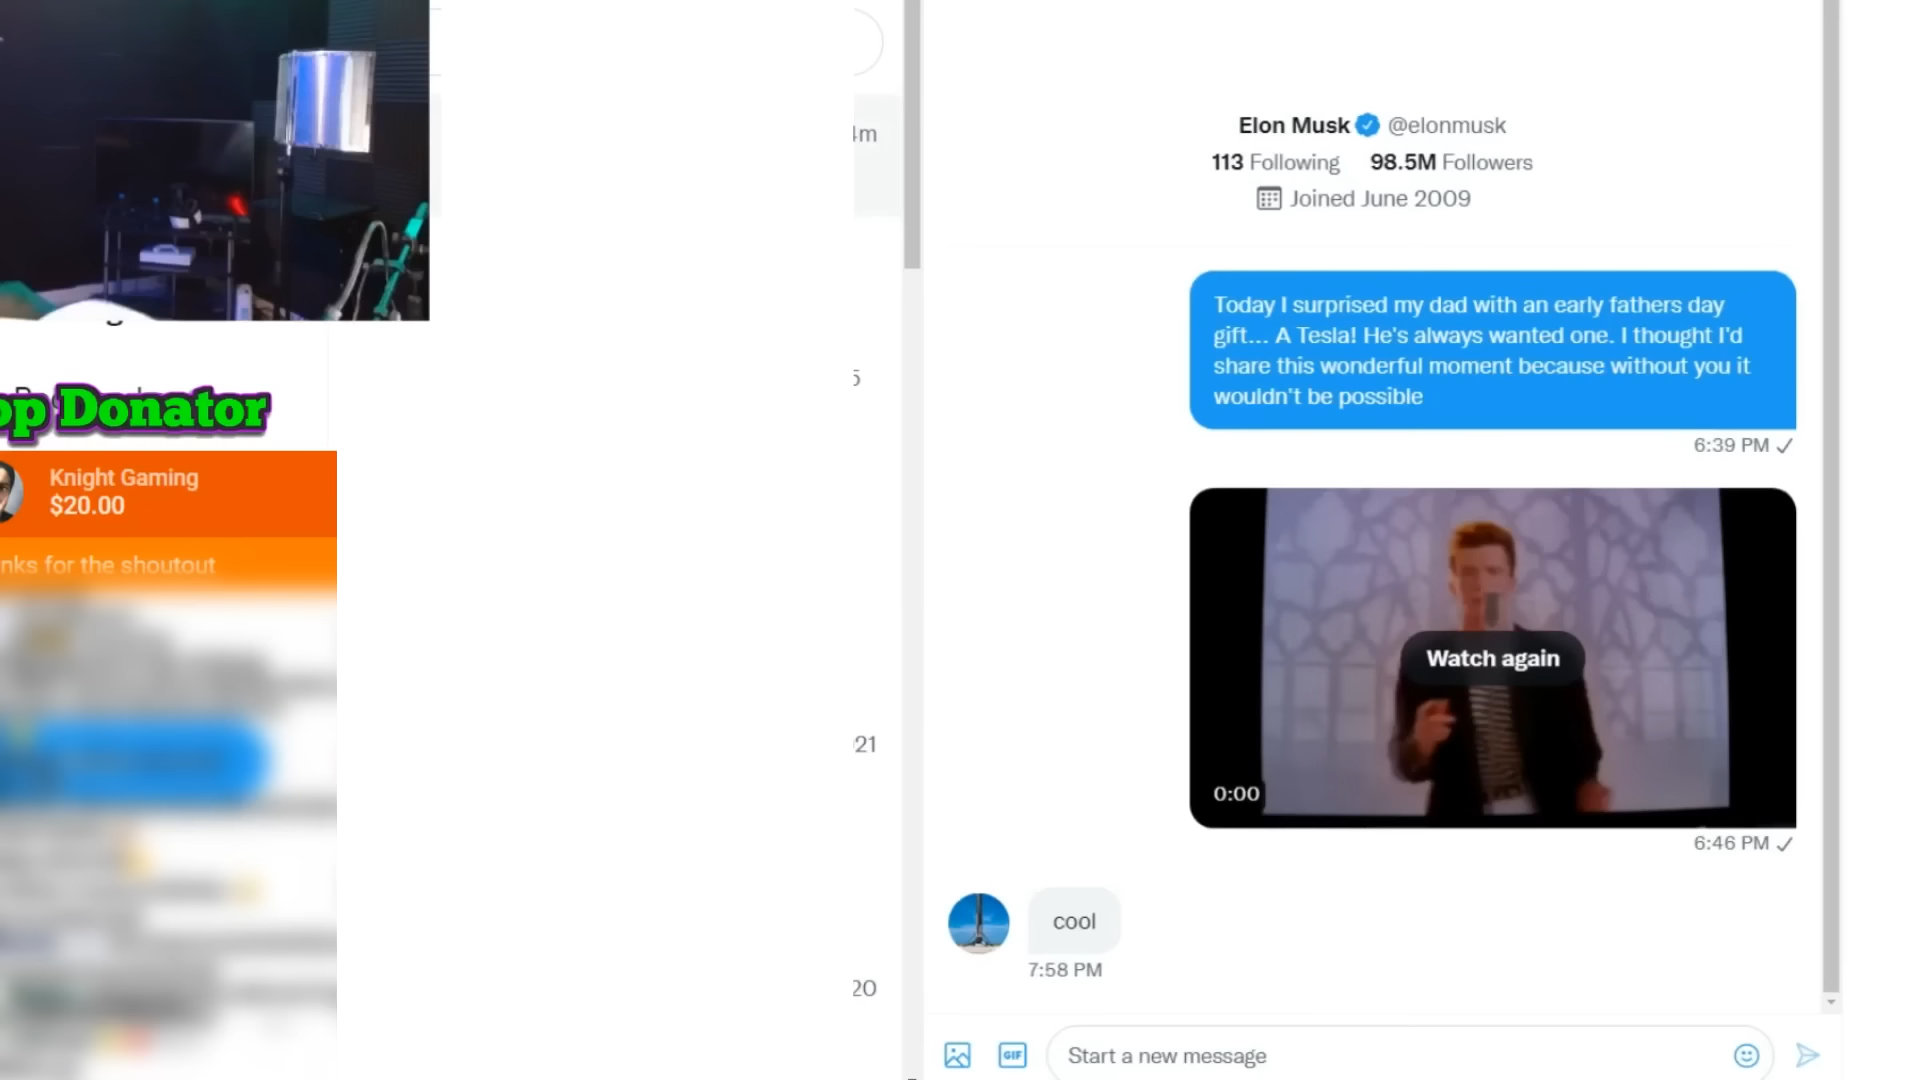 Donator
Knight Gaming
$20.00
for the shoutout
21
20
Elon Musk @elonmusk
113 Following 98.5M Followers
Joined June 2009
Today I surprised my dad with an early fathers day
gift... A Tesla! He's always wanted one. I thought I'd
share this wonderful moment because without you it
wouldn't be possible
6:39 PM
Watch again
0:00
6:46 PM
cool
7:58 PM
GIF
Start a new message